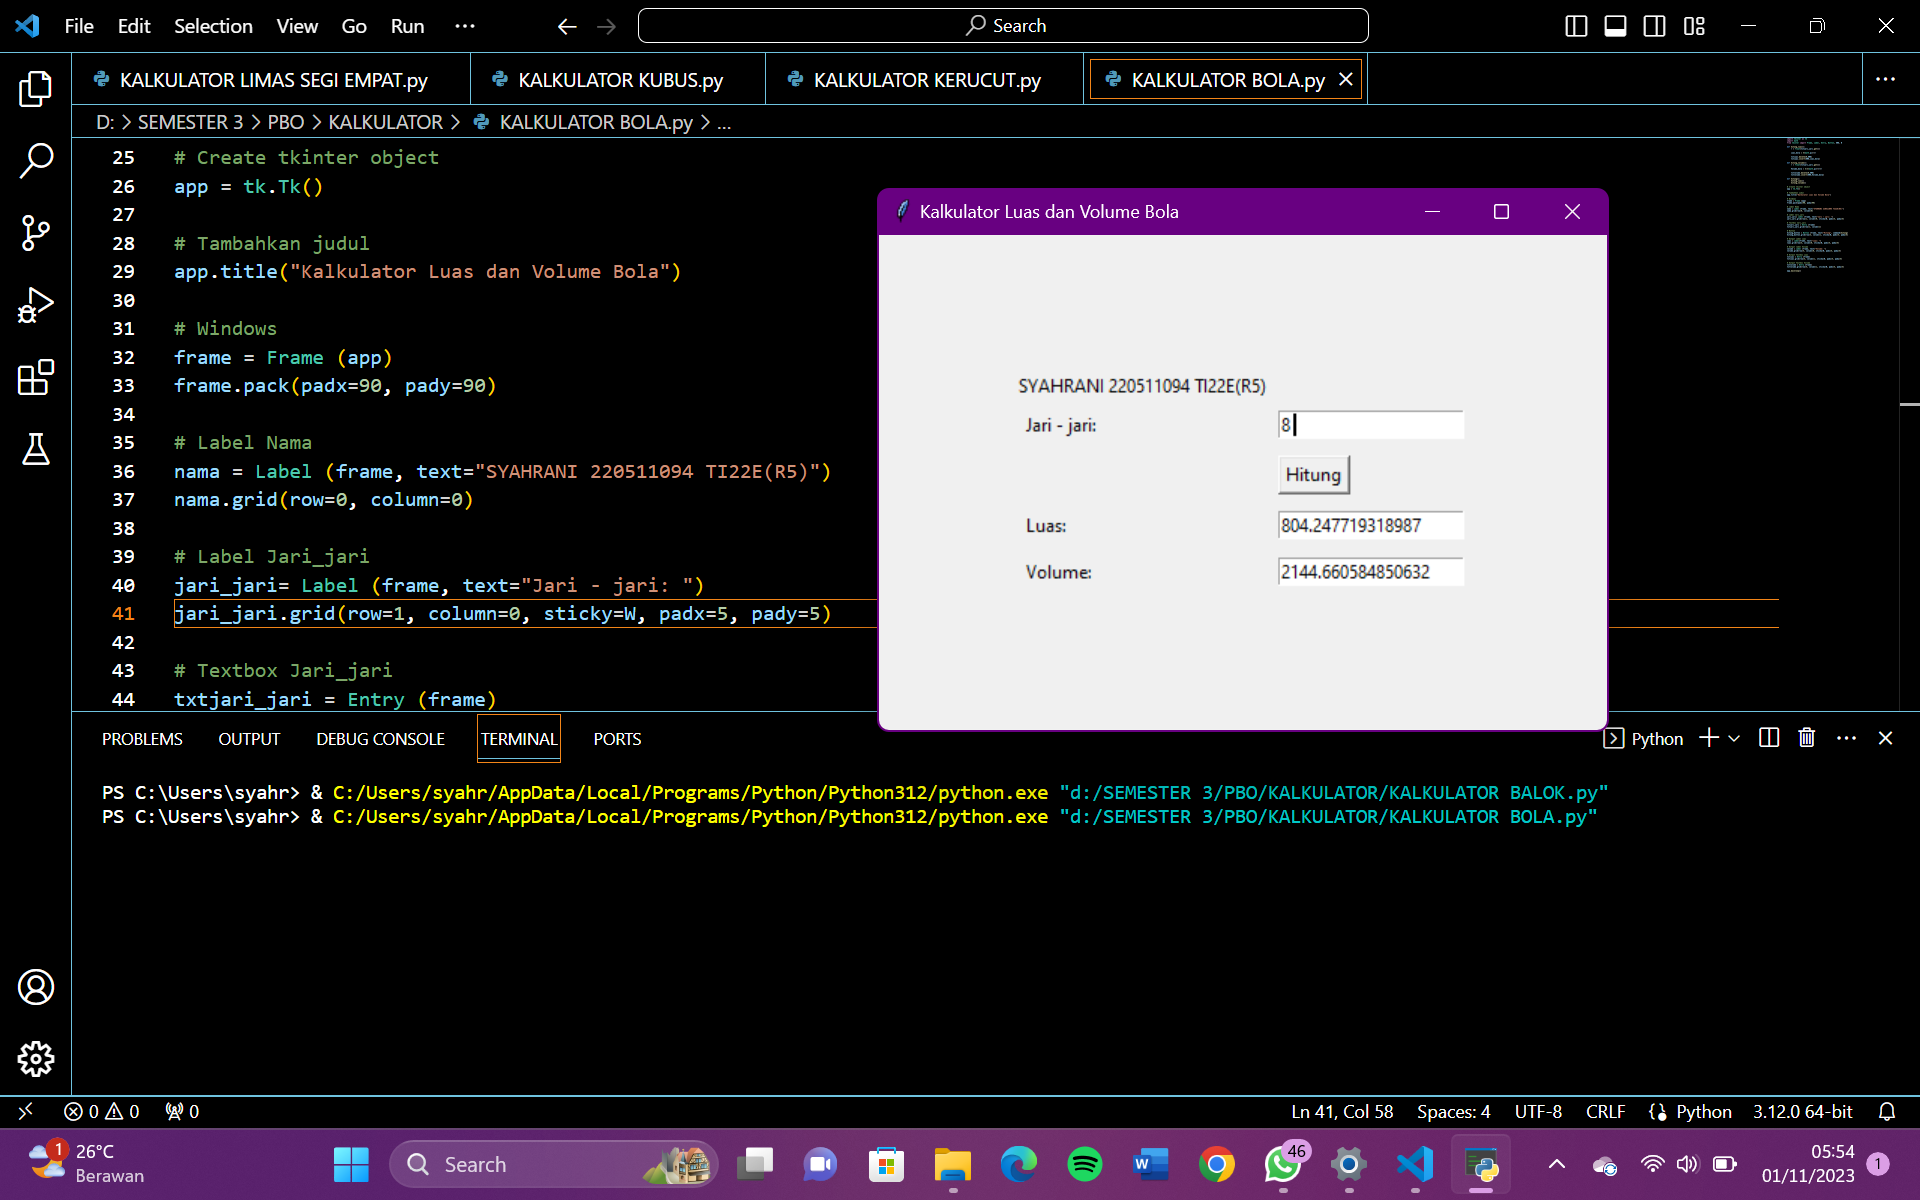 File Edit Selection View Go Run ···
Search
KALKULATOR LIMAS SEGI EMPAT.py KALKULATOR KUBUS.py KALKULATOR KERUCUT.py KALKULATOR BOLA.py
D: > SEMESTER 3 > PBO > KALKULATOR > KALKULATOR BOLA.py > ...
25 # Create tkinter object
26 app = tk.Tk()
27
28 # Tambahkan judul
29 app.title("Kalkulator Luas dan Volume Bola")
30
31 # Windows
32 frame = Frame (app)
33 frame.pack(padx=90, pady=90)
34
35 # Label Nama
36 nama = Label (frame, text="SYAHRANI 220511094 TI22E(R5)")
37 nama.grid(row=0, column=0)
38
39 # Label Jari_jari
40 jari_jari= Label (frame, text="Jari - jari: ")
41 jari_jari.grid(row=1, column=0, sticky=W, padx=5, pady=5)
42
43 # Textbox Jari_jari
44 txtjari_jari = Entry (frame)
Kalkulator Luas dan Volume Bola
SYAHRANI 220511094 TI22E(R5)
Jari - jari: 8
Hitung
Luas: 804.247719318987
Volume: 2144.660584850632
PROBLEMS OUTPUT DEBUG CONSOLE TERMINAL PORTS
Python
PS C:\Users\syahr> & C:/Users/syahr/AppData/Local/Programs/Python/Python312/python.exe "d:/SEMESTER 3/PBO/KALKULATOR/KALKULATOR BALOK.py"
PS C:\Users\syahr> & C:/Users/syahr/AppData/Local/Programs/Python/Python312/python.exe "d:/SEMESTER 3/PBO/KALKULATOR/KALKULATOR BOLA.py"
0 0 0
Ln 41, Col 58 Spaces: 4 UTF-8 CRLF Python 3.12.0 64-bit
1 26°C
Berawan
Search
W
46
05:54
01/11/2023
1